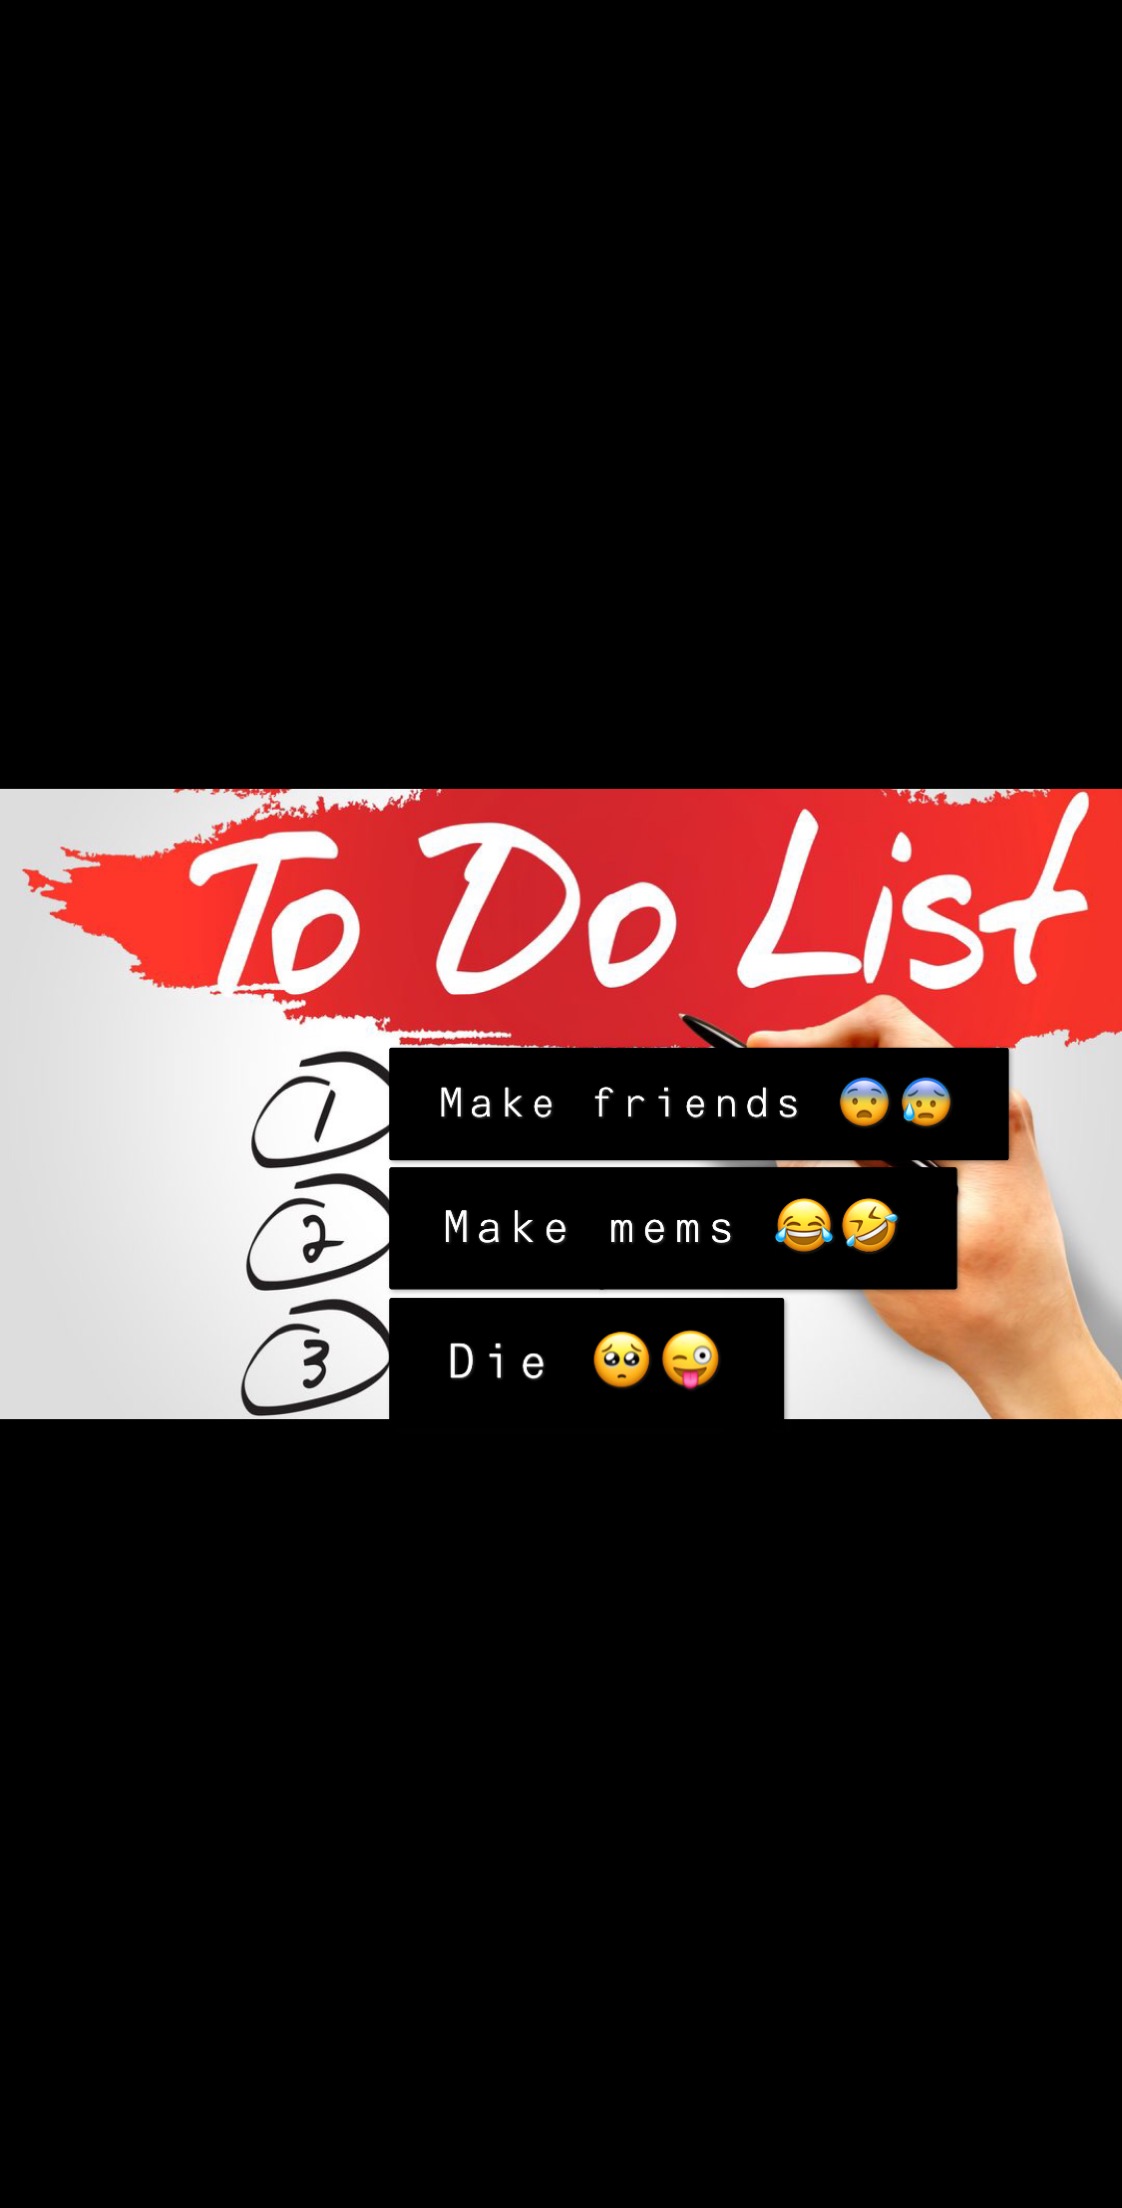 To Do List
1 Make friends 😨😰
2 Make mems 😂🤣
3 Die 🥺😜